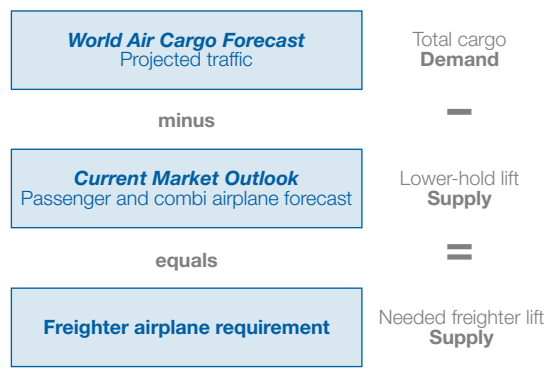 World Air Cargo Forecast
Projected traffic
Total cargo
Demand
minus
–
Current Market Outlook
Passenger and combi airplane forecast
Lower-hold lift
Supply
equals
=
Freighter airplane requirement
Needed freighter lift
Supply